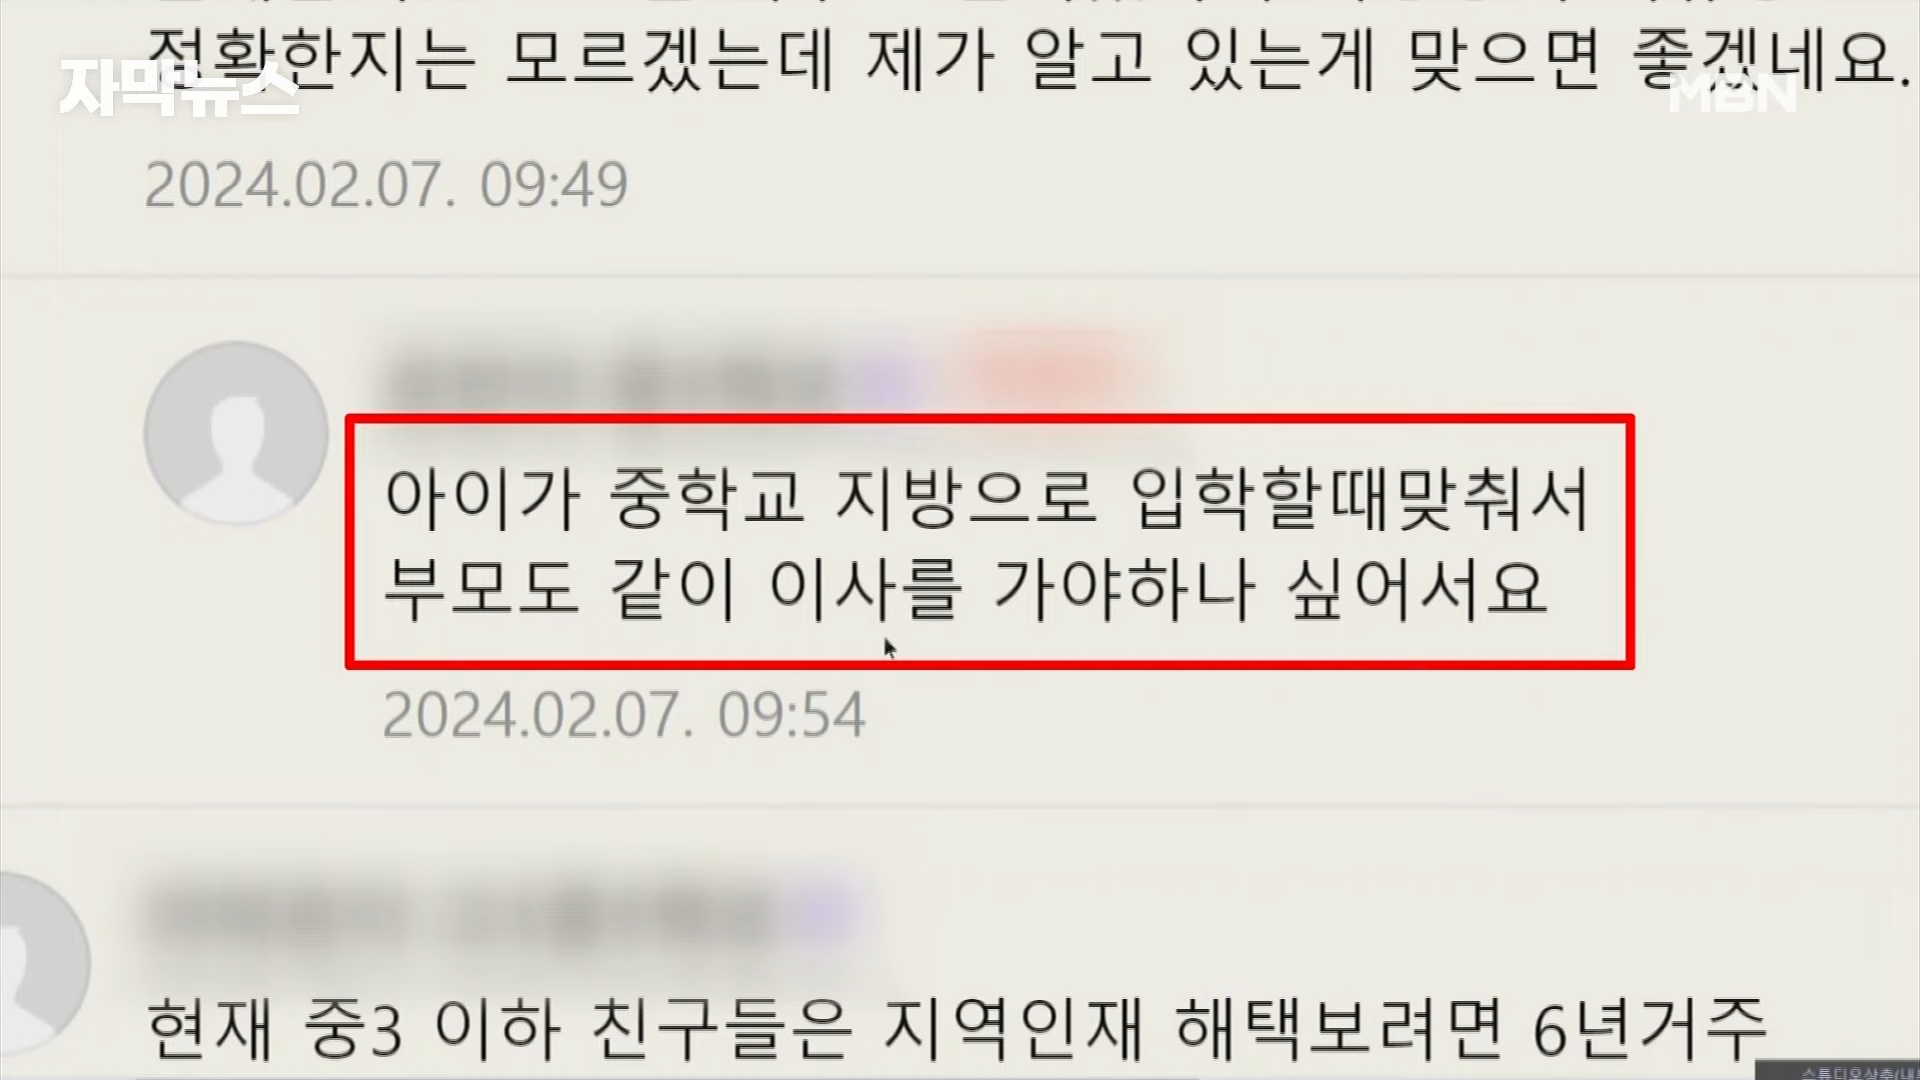 정확한지는 모르겠는데 제가 알고 있는게 맞으면 좋겠네요.
자막뉴스
MBN
2024.02.07. 09:49
아이가 중학교 지방으로 입학할때맞춰서
부모도 같이 이사를 가야하나 싶어서요
2024.02.07. 09:54
현재 중3 이하 친구들은 지역인재 해택보려면 6년거주